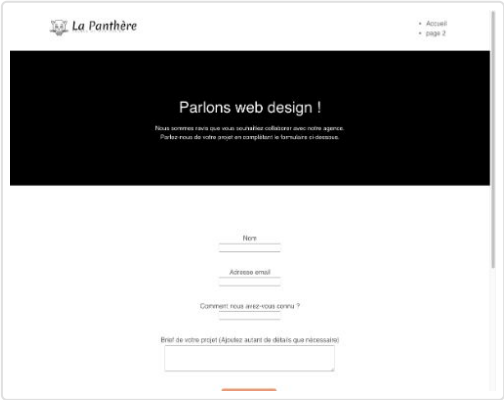 La Panthère
Accueil
page 2
Parlons web design !
Nous sommes ravis que vous souhaitiez collaborer avec notre agence.
Parlez-nous de votre projet en complétant le formulaire ci-dessous.
Nom
Adresse email
Comment nous avez-vous connu ?
Brief de votre projet (Ajoutez autant de détails que nécessaire)